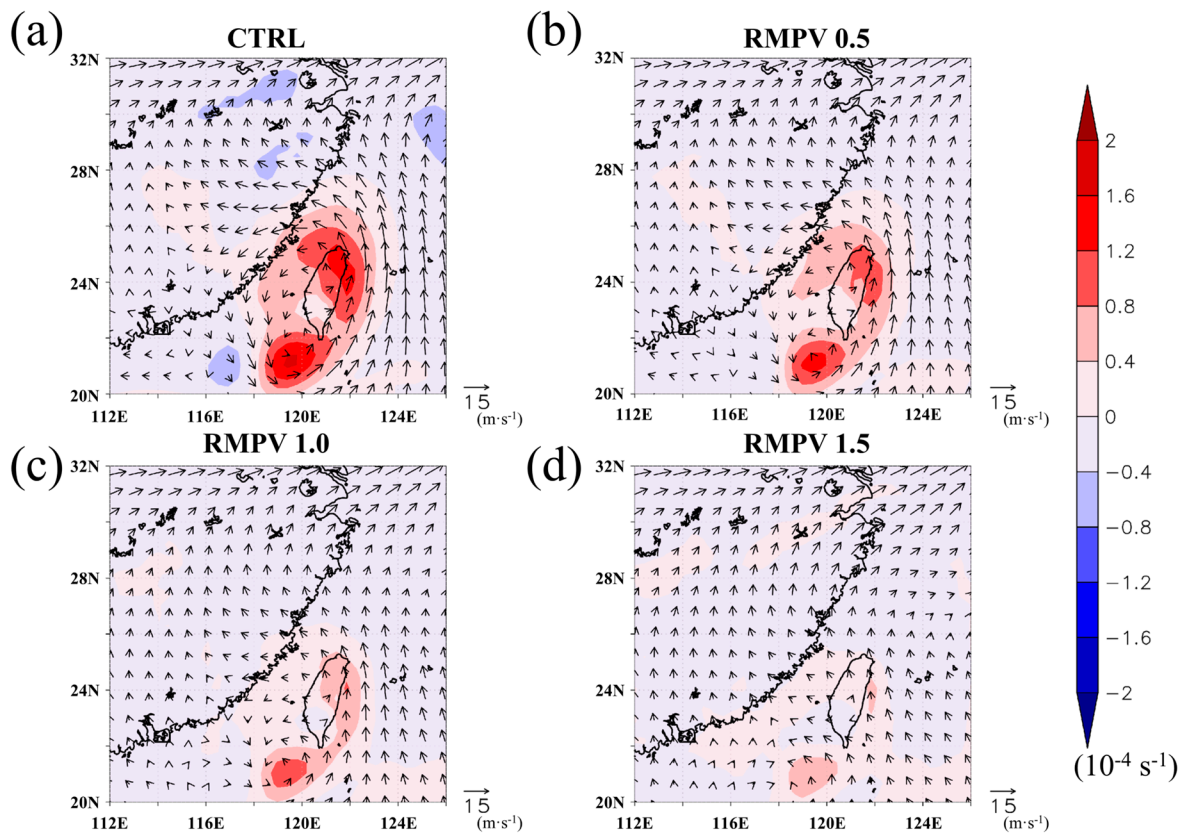 (a) CTRL
(b) RMPV 0.5
32N 32N
28N 28N
24N 24N
20N 20N
112E 116E 120E 124E
112E 116E 120E 124E
15
(m·s⁻¹)
15
(m·s⁻¹)
(c) RMPV 1.0
(d) RMPV 1.5
32N 32N
28N 28N
24N 24N
20N 20N
112E 116E 120E 124E
112E 116E 120E 124E
15
(m·s⁻¹)
15
(m·s⁻¹)
2
1.6
1.2
0.8
0.4
0
−0.4
−0.8
−1.2
−1.6
−2
(10⁻⁴ s⁻¹)